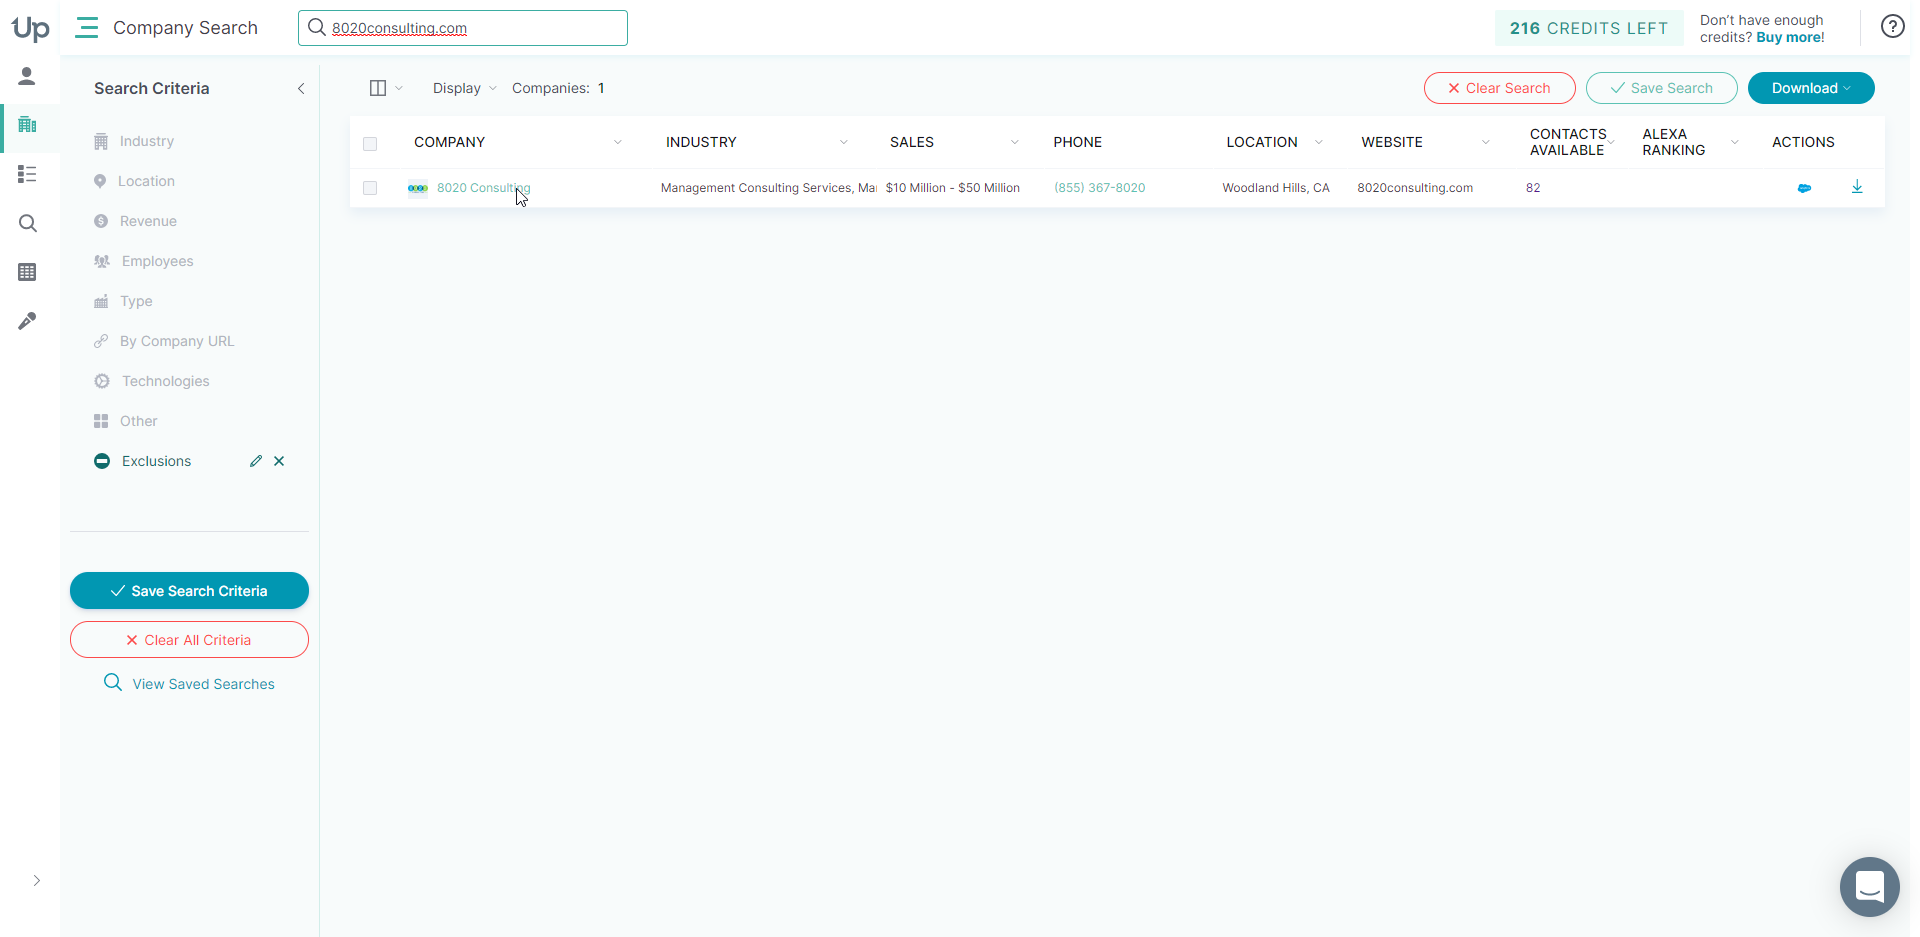 Up
Company Search
8020consulting.com
216 CREDITS LEFT
Don't have enough
credits? Buy more!
Search Criteria
Industry
Location
Revenue
Employees
Type
By Company URL
Technologies
Other
Exclusions
Save Search Criteria
Clear All Criteria
View Saved Searches
Display
Companies: 1
Clear Search
Save Search
Download
COMPANY INDUSTRY SALES PHONE LOCATION WEBSITE CONTACTS AVAILABLE ALEXA RANKING ACTIONS
8020 Consulting Management Consulting Services, Ma $10 Million - $50 Million (855) 367-8020 Woodland Hills, CA 8020consulting.com 82